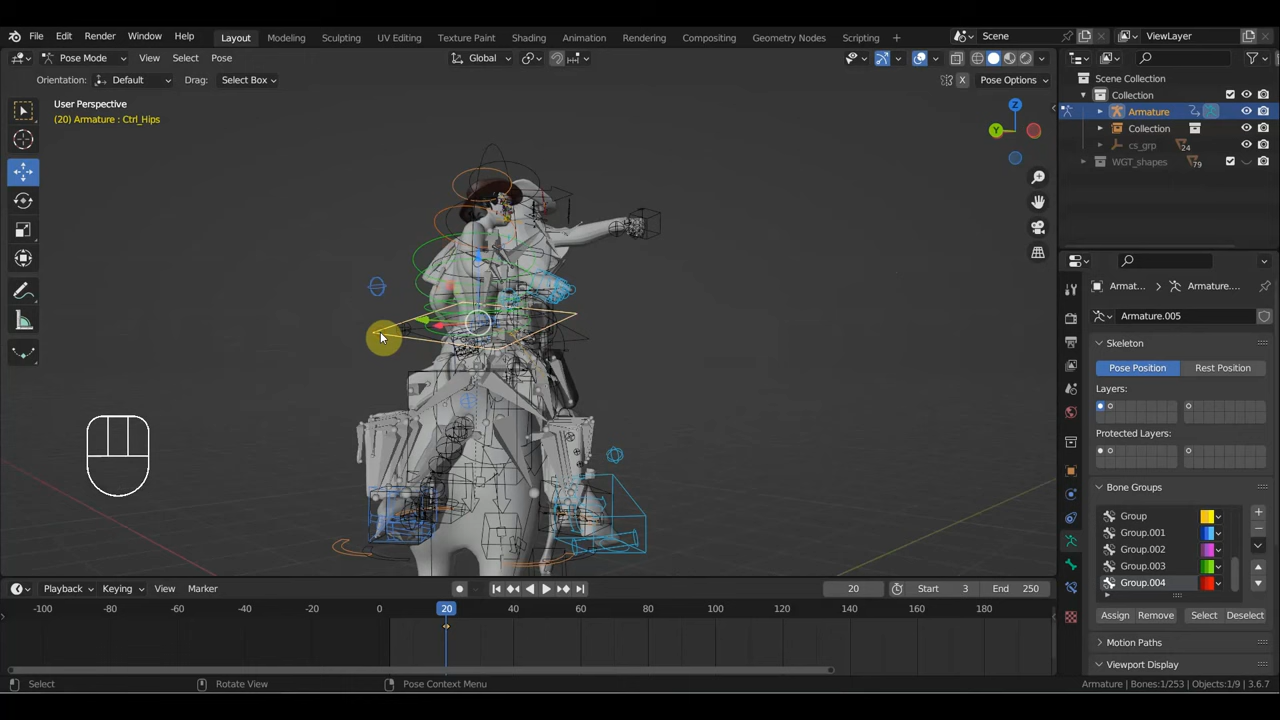 File Edit Render Window Help Layout Modeling Sculpting UV Editing Texture Paint Shading Animation Rendering Compositing Geometry Nodes Scripting Scene ViewLayer
Pose Mode View Select Pose Global
Orientation: Default Drag: Select Box X Pose Options
Scene Collection
Collection
Armature
Collection
cs_grp 24
WGT_shapes 79
User Perspective
(20) Armature : Ctrl_Hips
Z
Y
Armat... Armature....
Armature.005
Skeleton
Pose Position Rest Position
Layers:
Protected Layers:
Bone Groups
Group
Group.001
Group.002
Group.003
Group.004
Assign Remove Select Deselect
Motion Paths
Viewport Display
Playback Keying View Marker 20 Start 3 End 250
-100 -80 -60 -40 -20 0 20 40 60 80 100 120 140 160 180
Select Rotate View Pose Context Menu Armature | Bones:1/253 | Objects:1/9 | 3.6.7